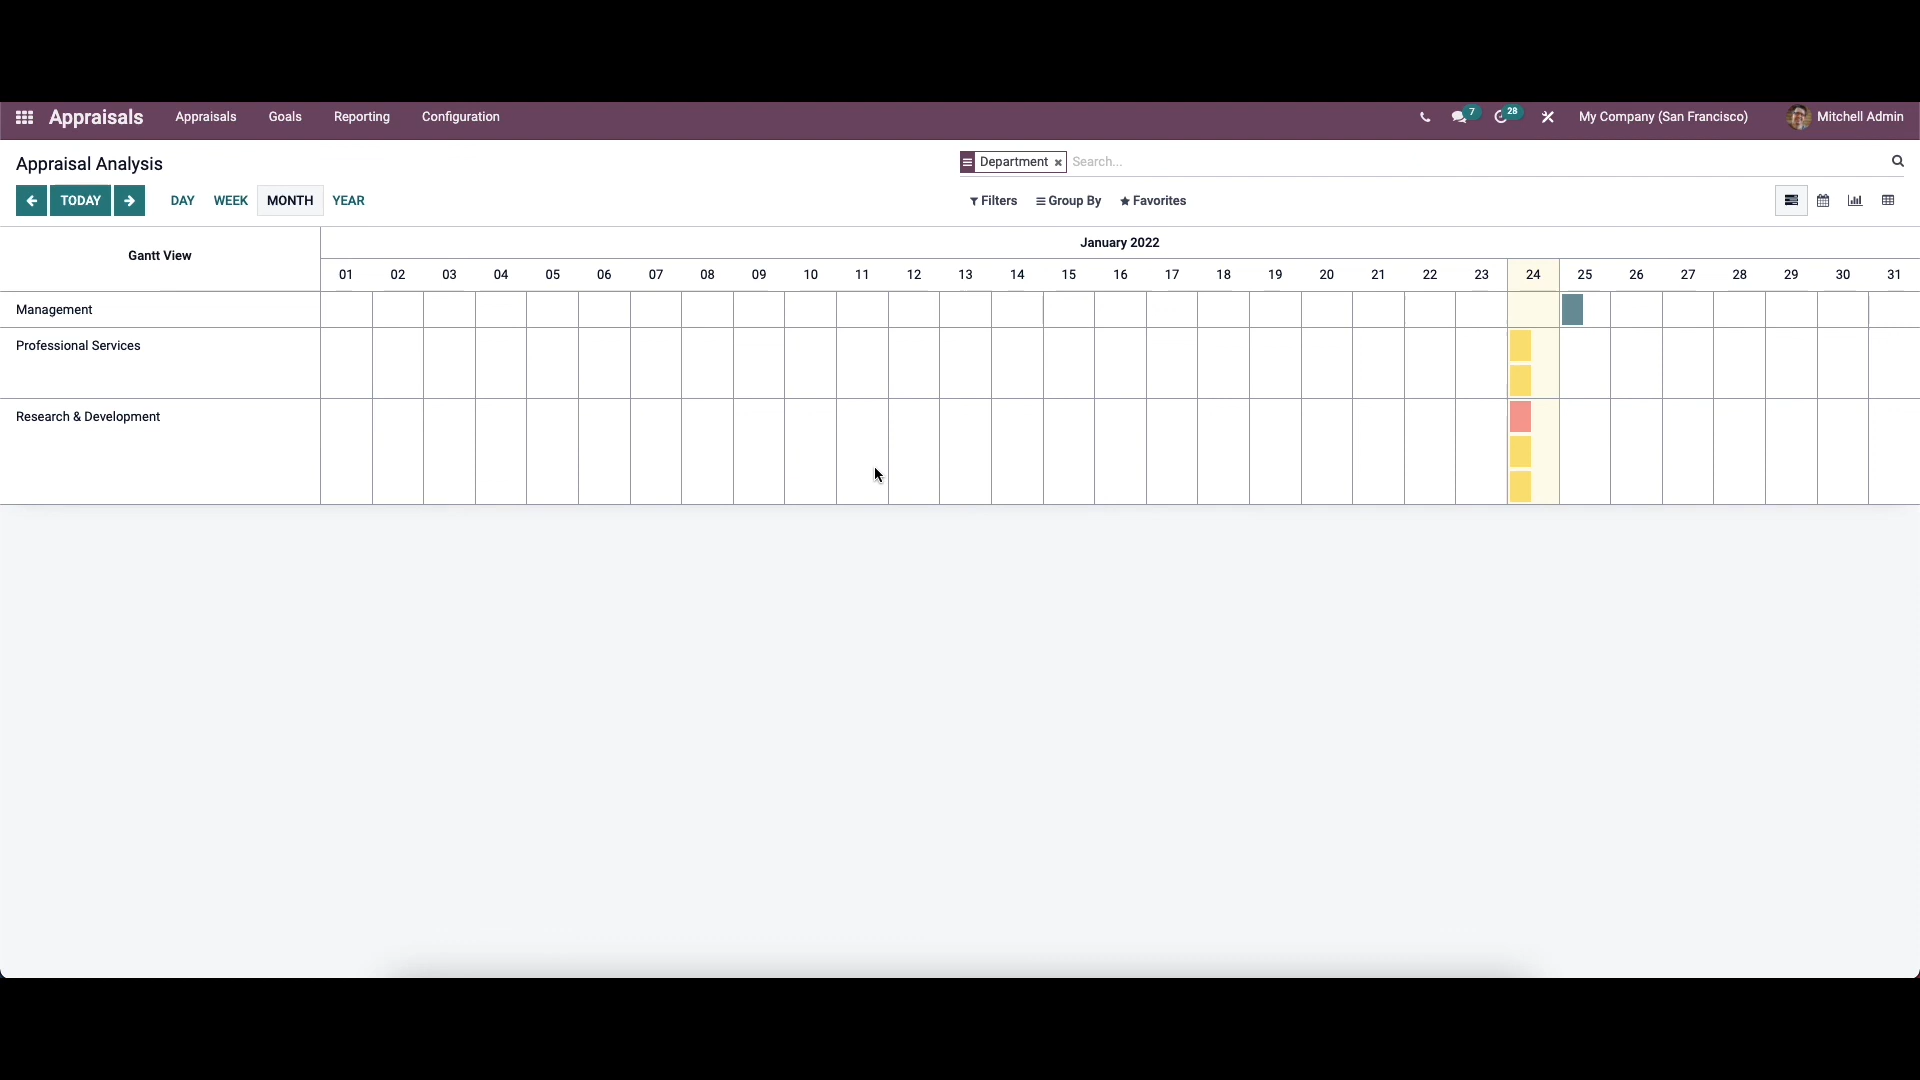 Appraisals Appraisals Goals Reporting Configuration 7 28 My Company (San Francisco) Mitchell Admin
Appraisal Analysis Department Search...
TODAY DAY WEEK MONTH YEAR Filters Group By Favorites
Gantt View January 2022
01 02 03 04 05 06 07 08 09 10 11 12 13 14 15 16 17 18 19 20 21 22 23 24 25 26 27 28 29 30 31
Management
Professional Services
Research & Development